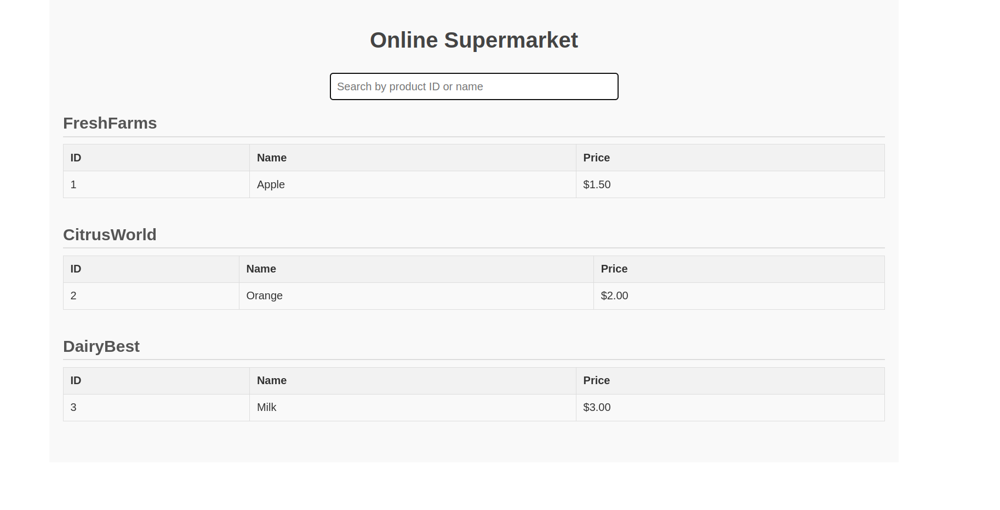 Online Supermarket
Search by product ID or name
FreshFarms
ID Name Price
1 Apple $1.50
CitrusWorld
ID Name Price
2 Orange $2.00
DairyBest
ID Name Price
3 Milk $3.00